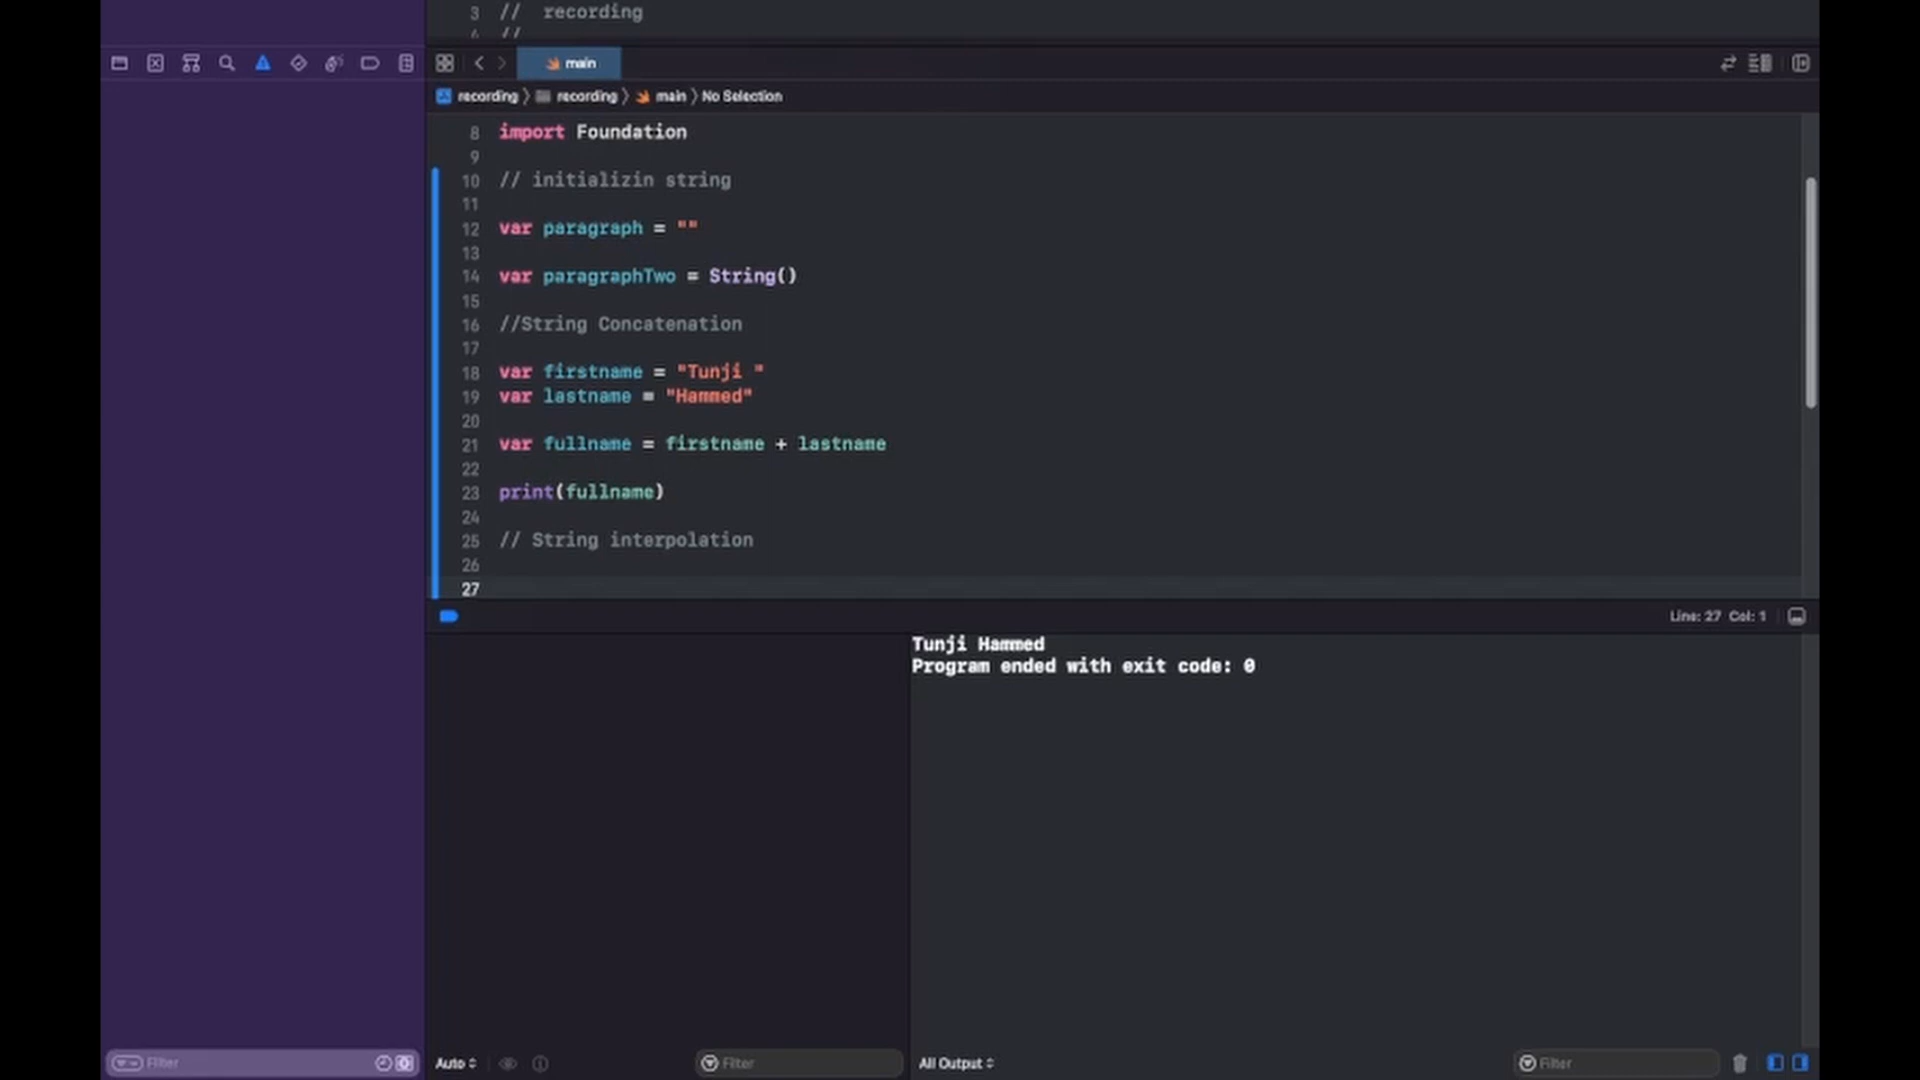 3 //  recording
4 //
main
recording 〉 recording 〉 main 〉 No Selection
8 import Foundation
9
10 // initializin string
11
12 var paragraph = ""
13
14 var paragraphTwo = String()
15
16 //String Concatenation
17
18 var firstname = "Tunji "
19 var lastname = "Hammed"
20
21 var fullname = firstname + lastname
22
23 print(fullname)
24
25 // String interpolation
26
27
Line: 27 Col: 1
Tunji Hammed
Program ended with exit code: 0
Filter
Auto
Filter
All Output
Filter